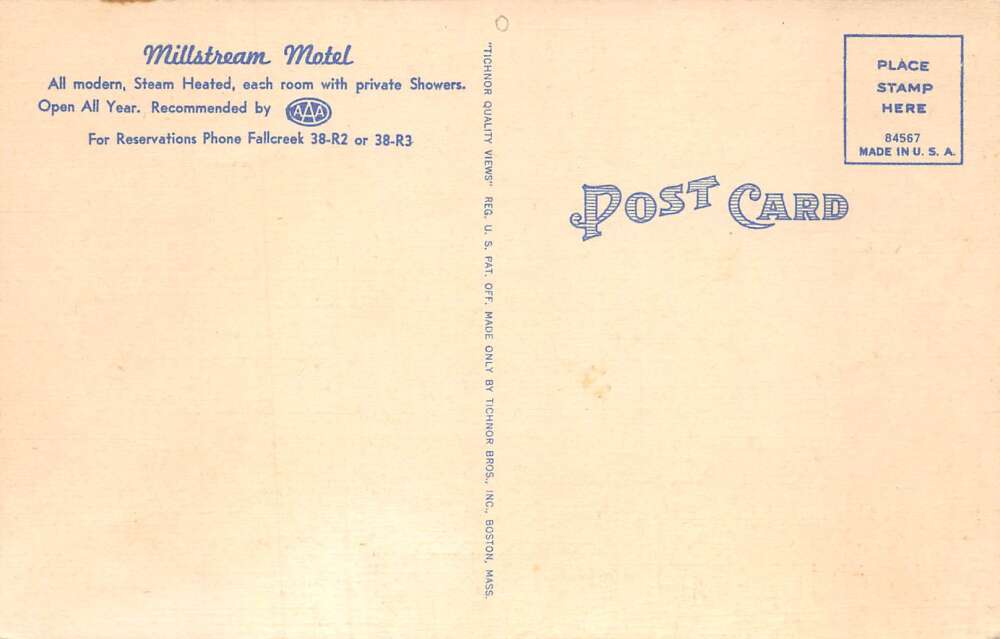 Millstream Motel
All modern, Steam Heated, each room with private Showers.
Open All Year. Recommended by AAA
For Reservations Phone Fallcreek 38-R2 or 38-R3
"TICHNOR QUALITY VIEWS" REG. U. S. PAT. OFF. MADE ONLY BY TICHNOR BROS., INC., BOSTON, MASS.
PLACE
STAMP
HERE
84567
MADE IN U. S. A.
POST CARD